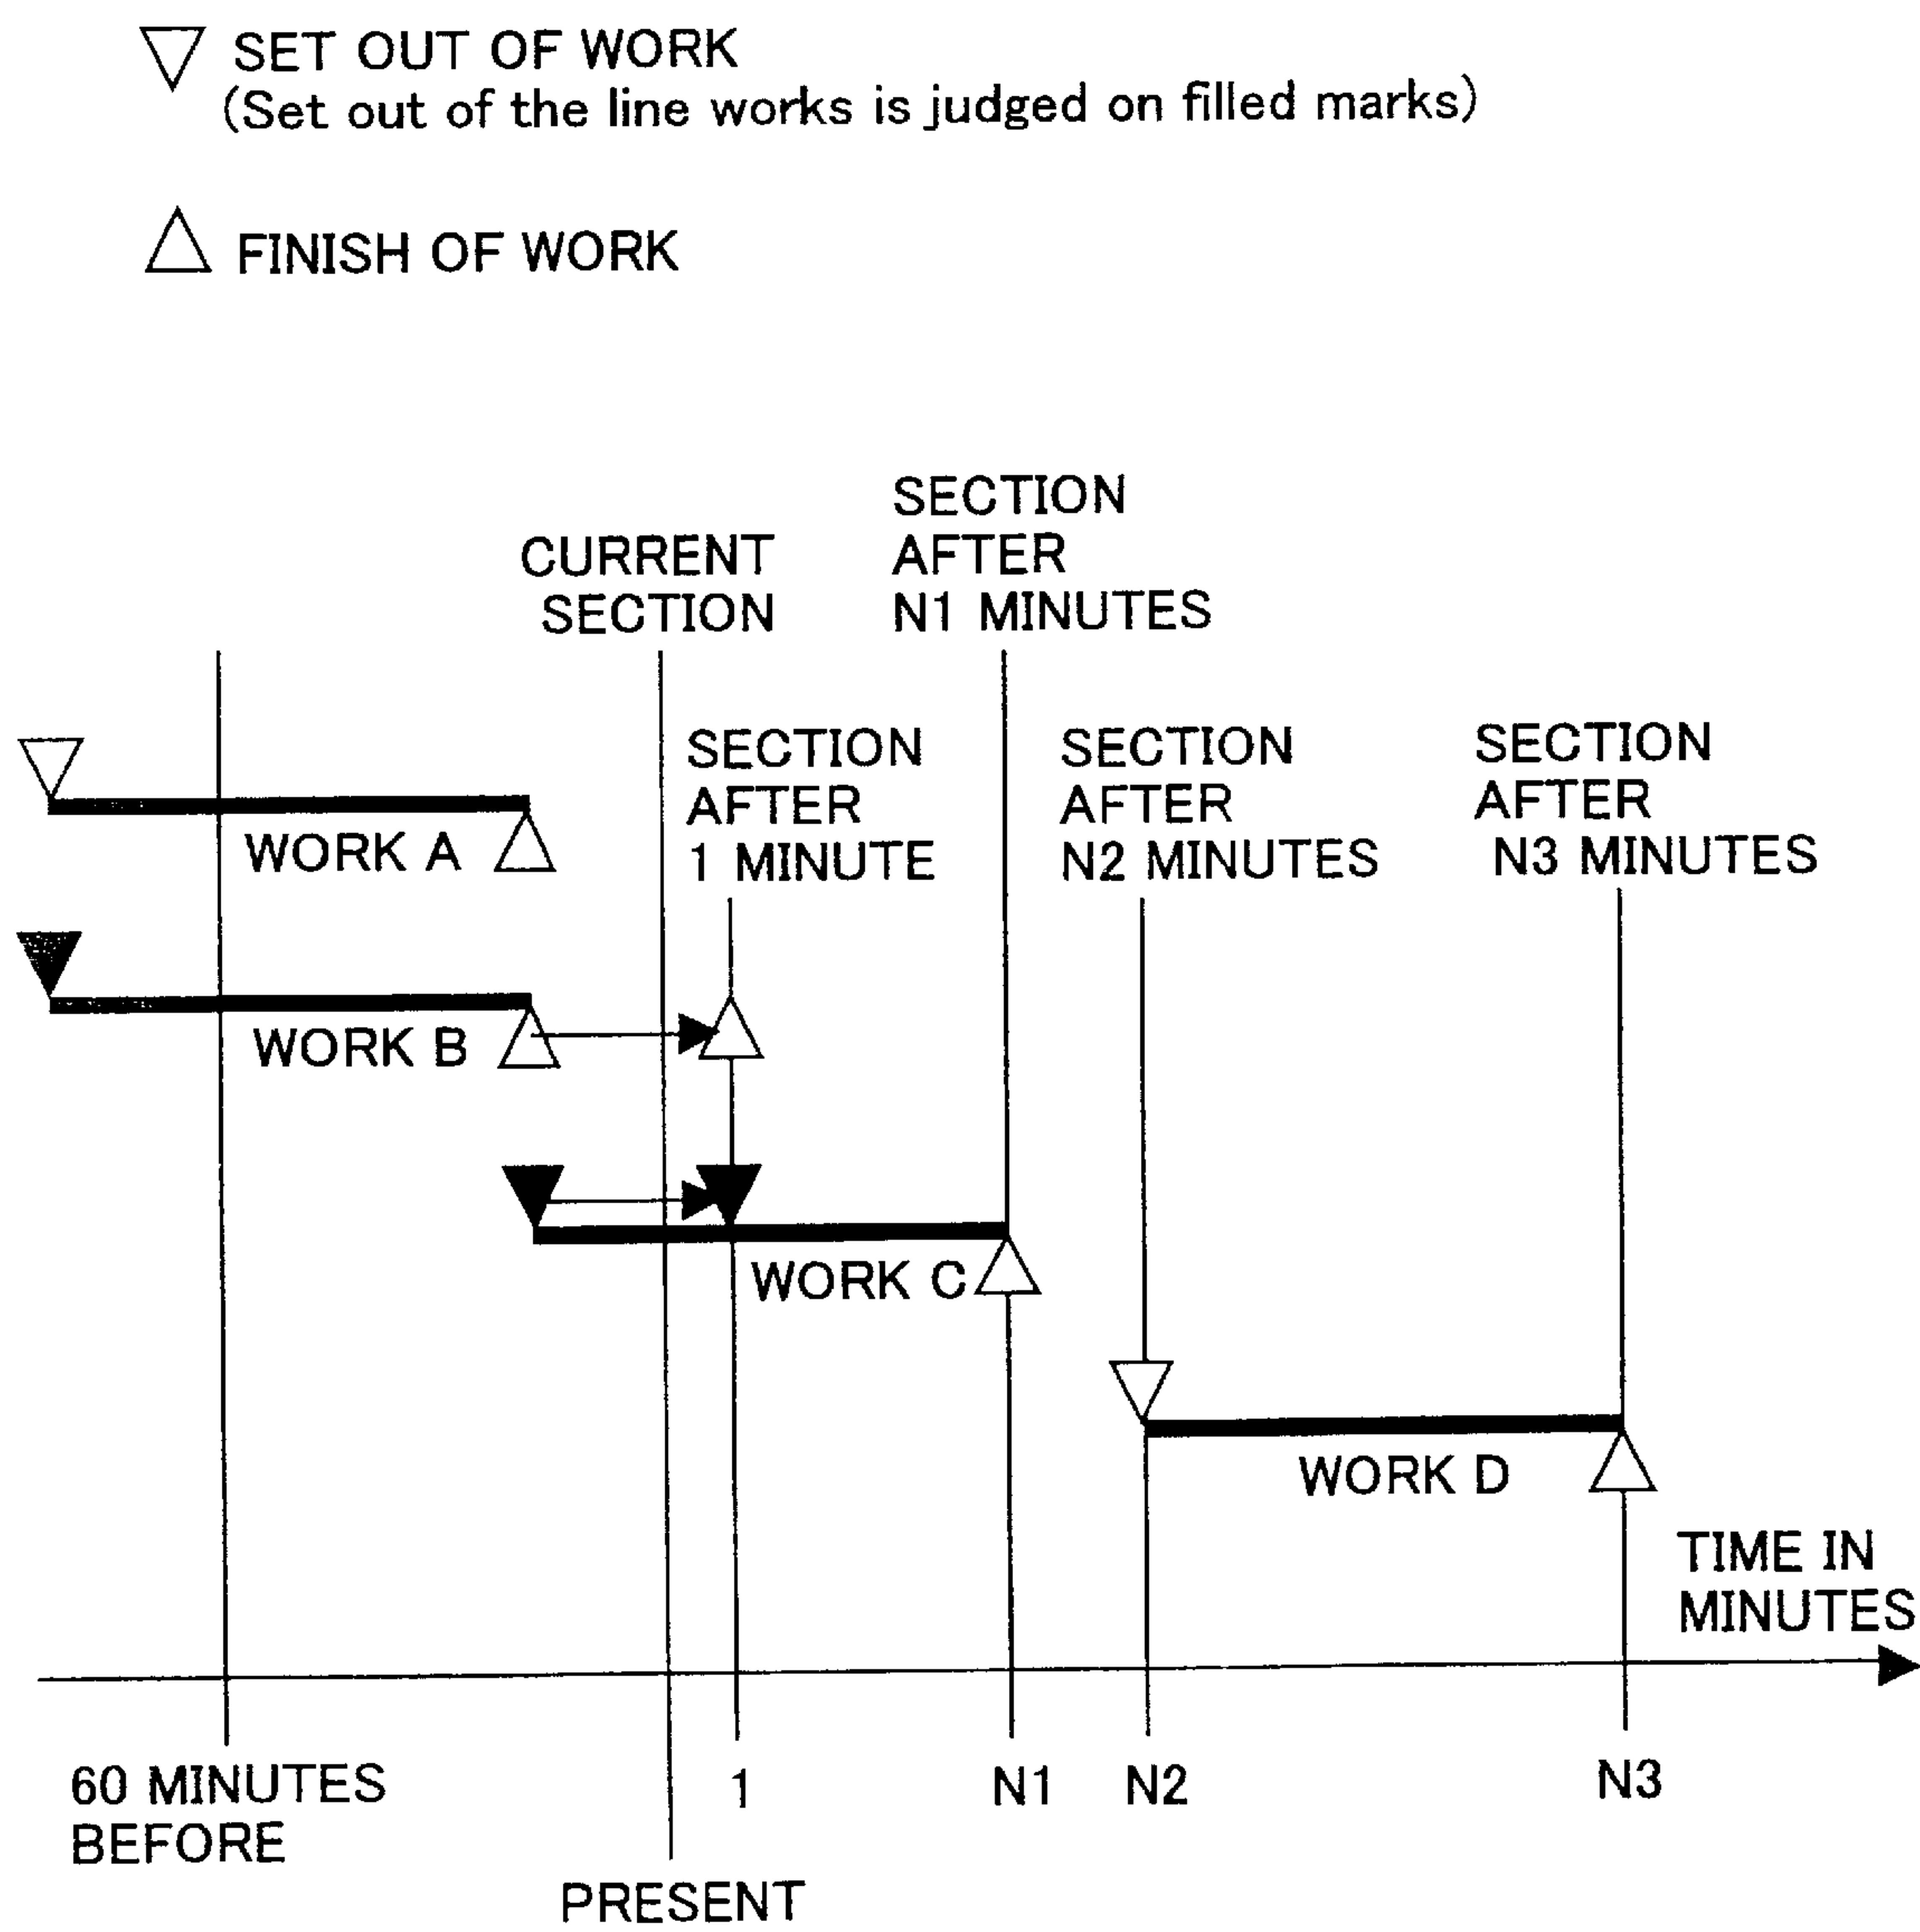 SET OUT OF WORK
(Set out of the line works is judged on filled marks)
FINISH OF WORK
CURRENT
SECTION
SECTION
AFTER
N1 MINUTES
SECTION
AFTER
1 MINUTE
SECTION
AFTER
N2 MINUTES
SECTION
AFTER
N3 MINUTES
WORK A
WORK B
WORK C
WORK D
TIME IN
MINUTES
60 MINUTES
BEFORE
PRESENT
1
N1
N2
N3